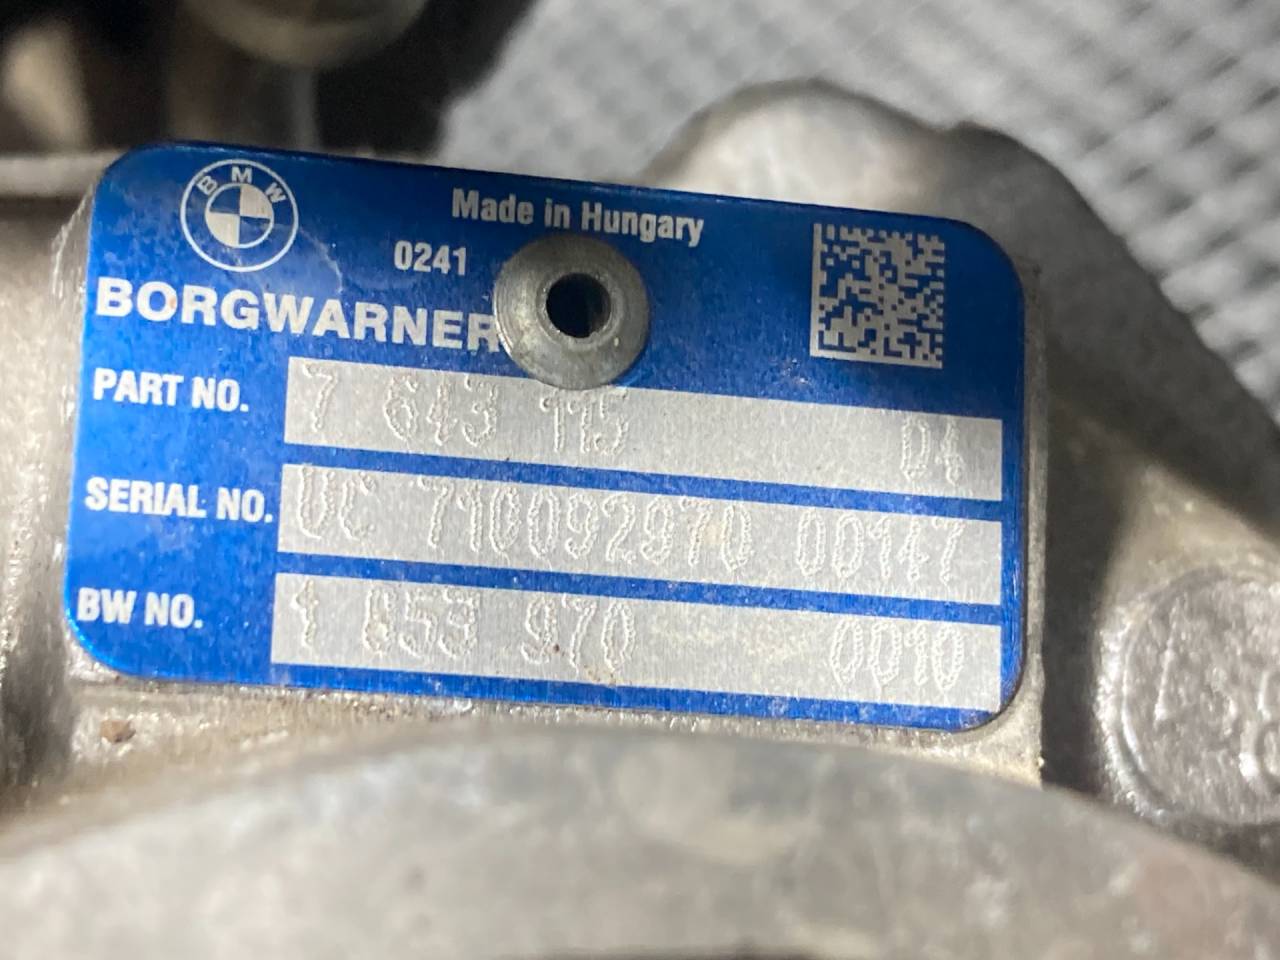 BMW
Made in Hungary
0241
BORGWARNER
PART NO. 7 643 115 04
SERIAL NO. UC 710092970 00147
BW NO. 1 853 970 0010